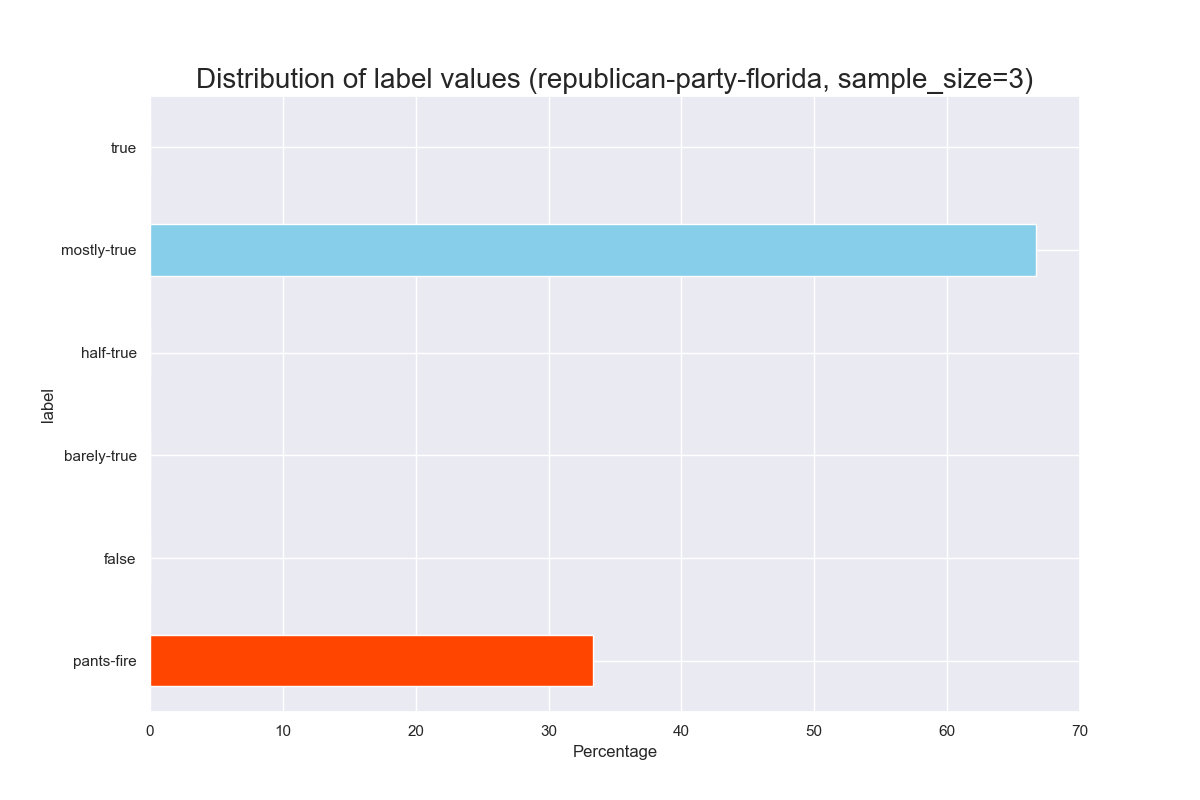 Distribution of label values (republican-party-florida, sample_size=3)
true
mostly-true
half-true
label
barely-true
false
pants-fire
0 10 20 30 40 50 60 70
Percentage